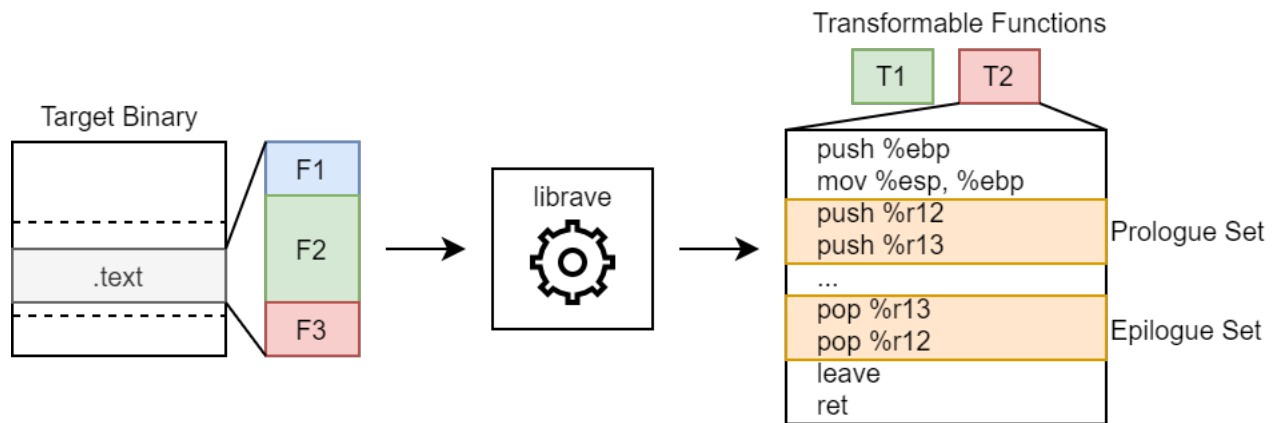 Target Binary
.text
F1
F2
F3
librave
Transformable Functions
T1
T2
push %ebp
mov %esp, %ebp
push %r12
push %r13
Prologue Set
...
pop %r13
pop %r12
Epilogue Set
leave
ret